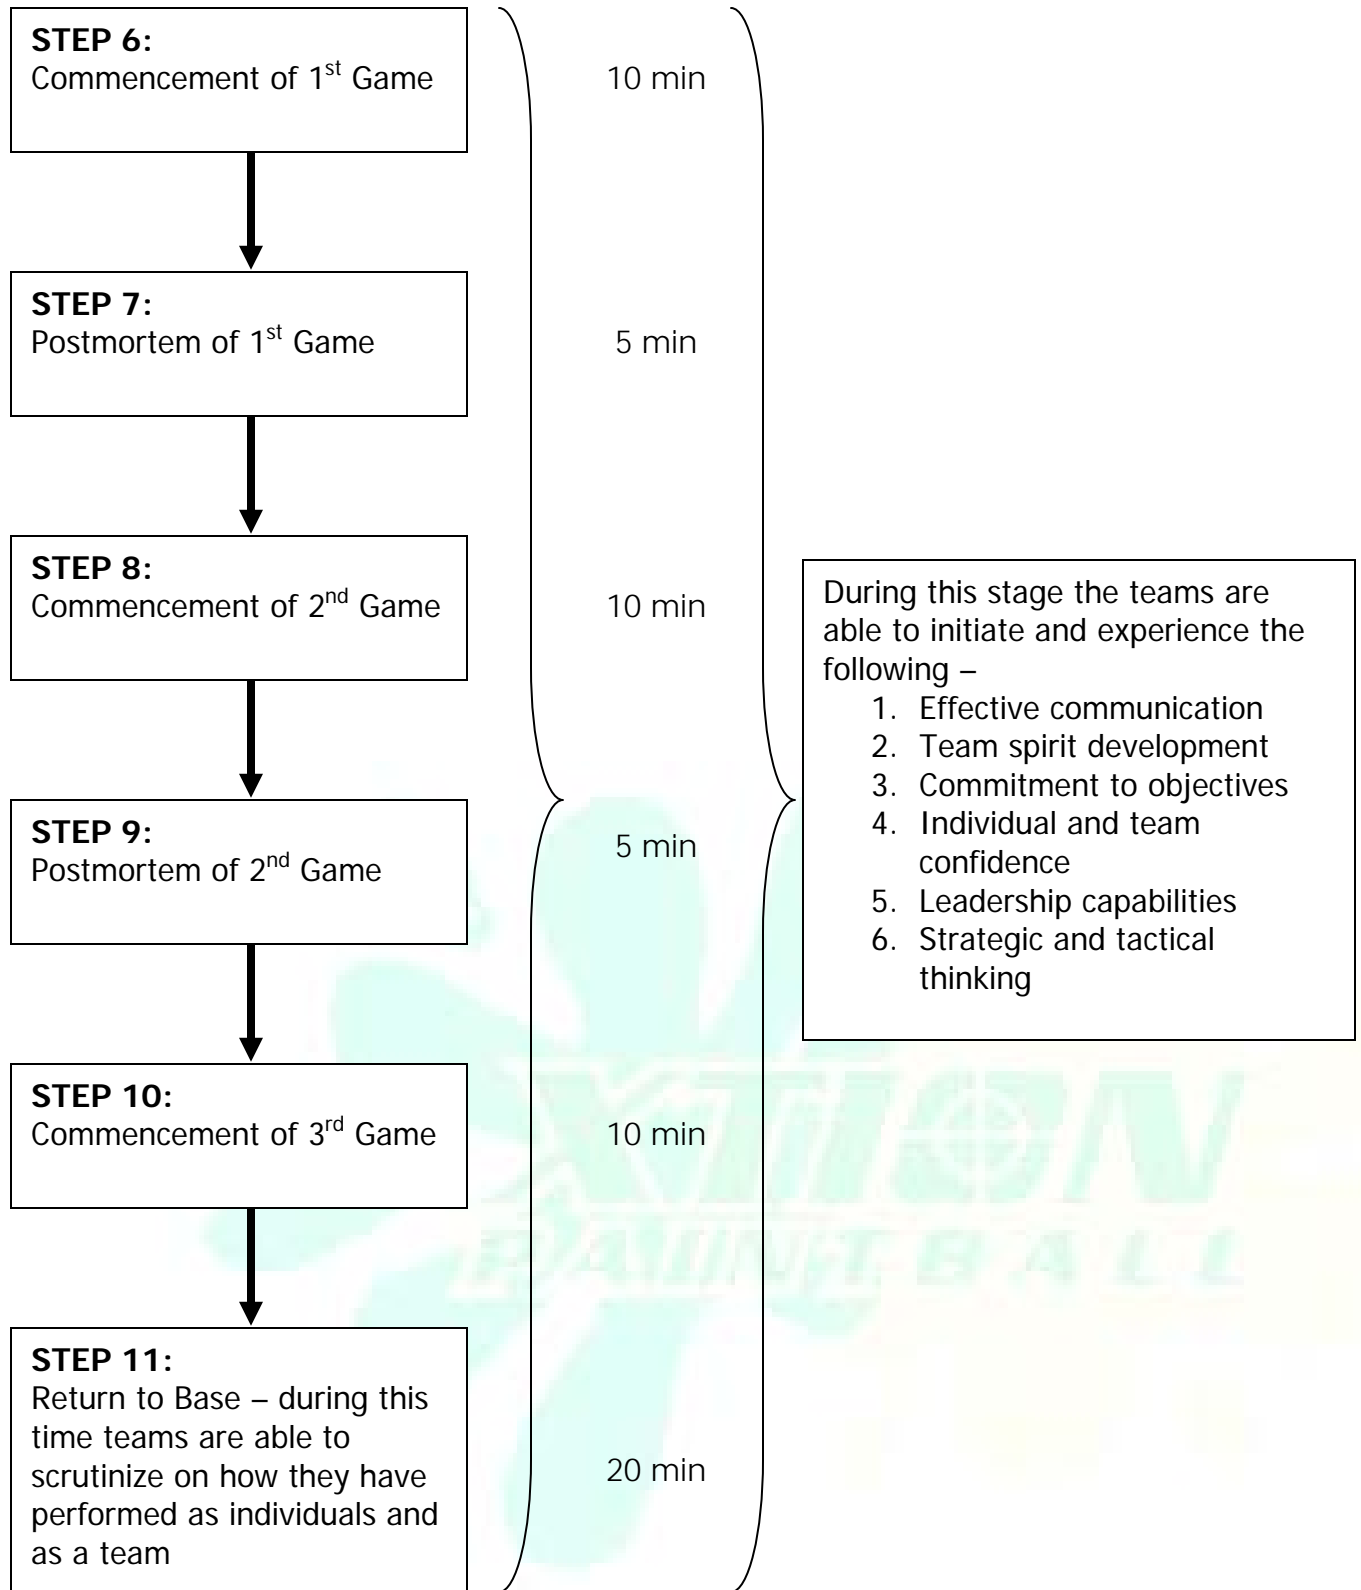 STEP 6:
Commencement of 1st Game
10 min
STEP 7:
Postmortem of 1st Game
5 min
STEP 8:
Commencement of 2nd Game
10 min
During this stage the teams are
able to initiate and experience the
following –
1. Effective communication
2. Team spirit development
3. Commitment to objectives
4. Individual and team
confidence
5. Leadership capabilities
6. Strategic and tactical
thinking
STEP 9:
Postmortem of 2nd Game
5 min
STEP 10:
Commencement of 3rd Game
10 min
XTION
PAINTBALL
STEP 11:
Return to Base – during this
time teams are able to
scrutinize on how they have
performed as individuals and
as a team
20 min